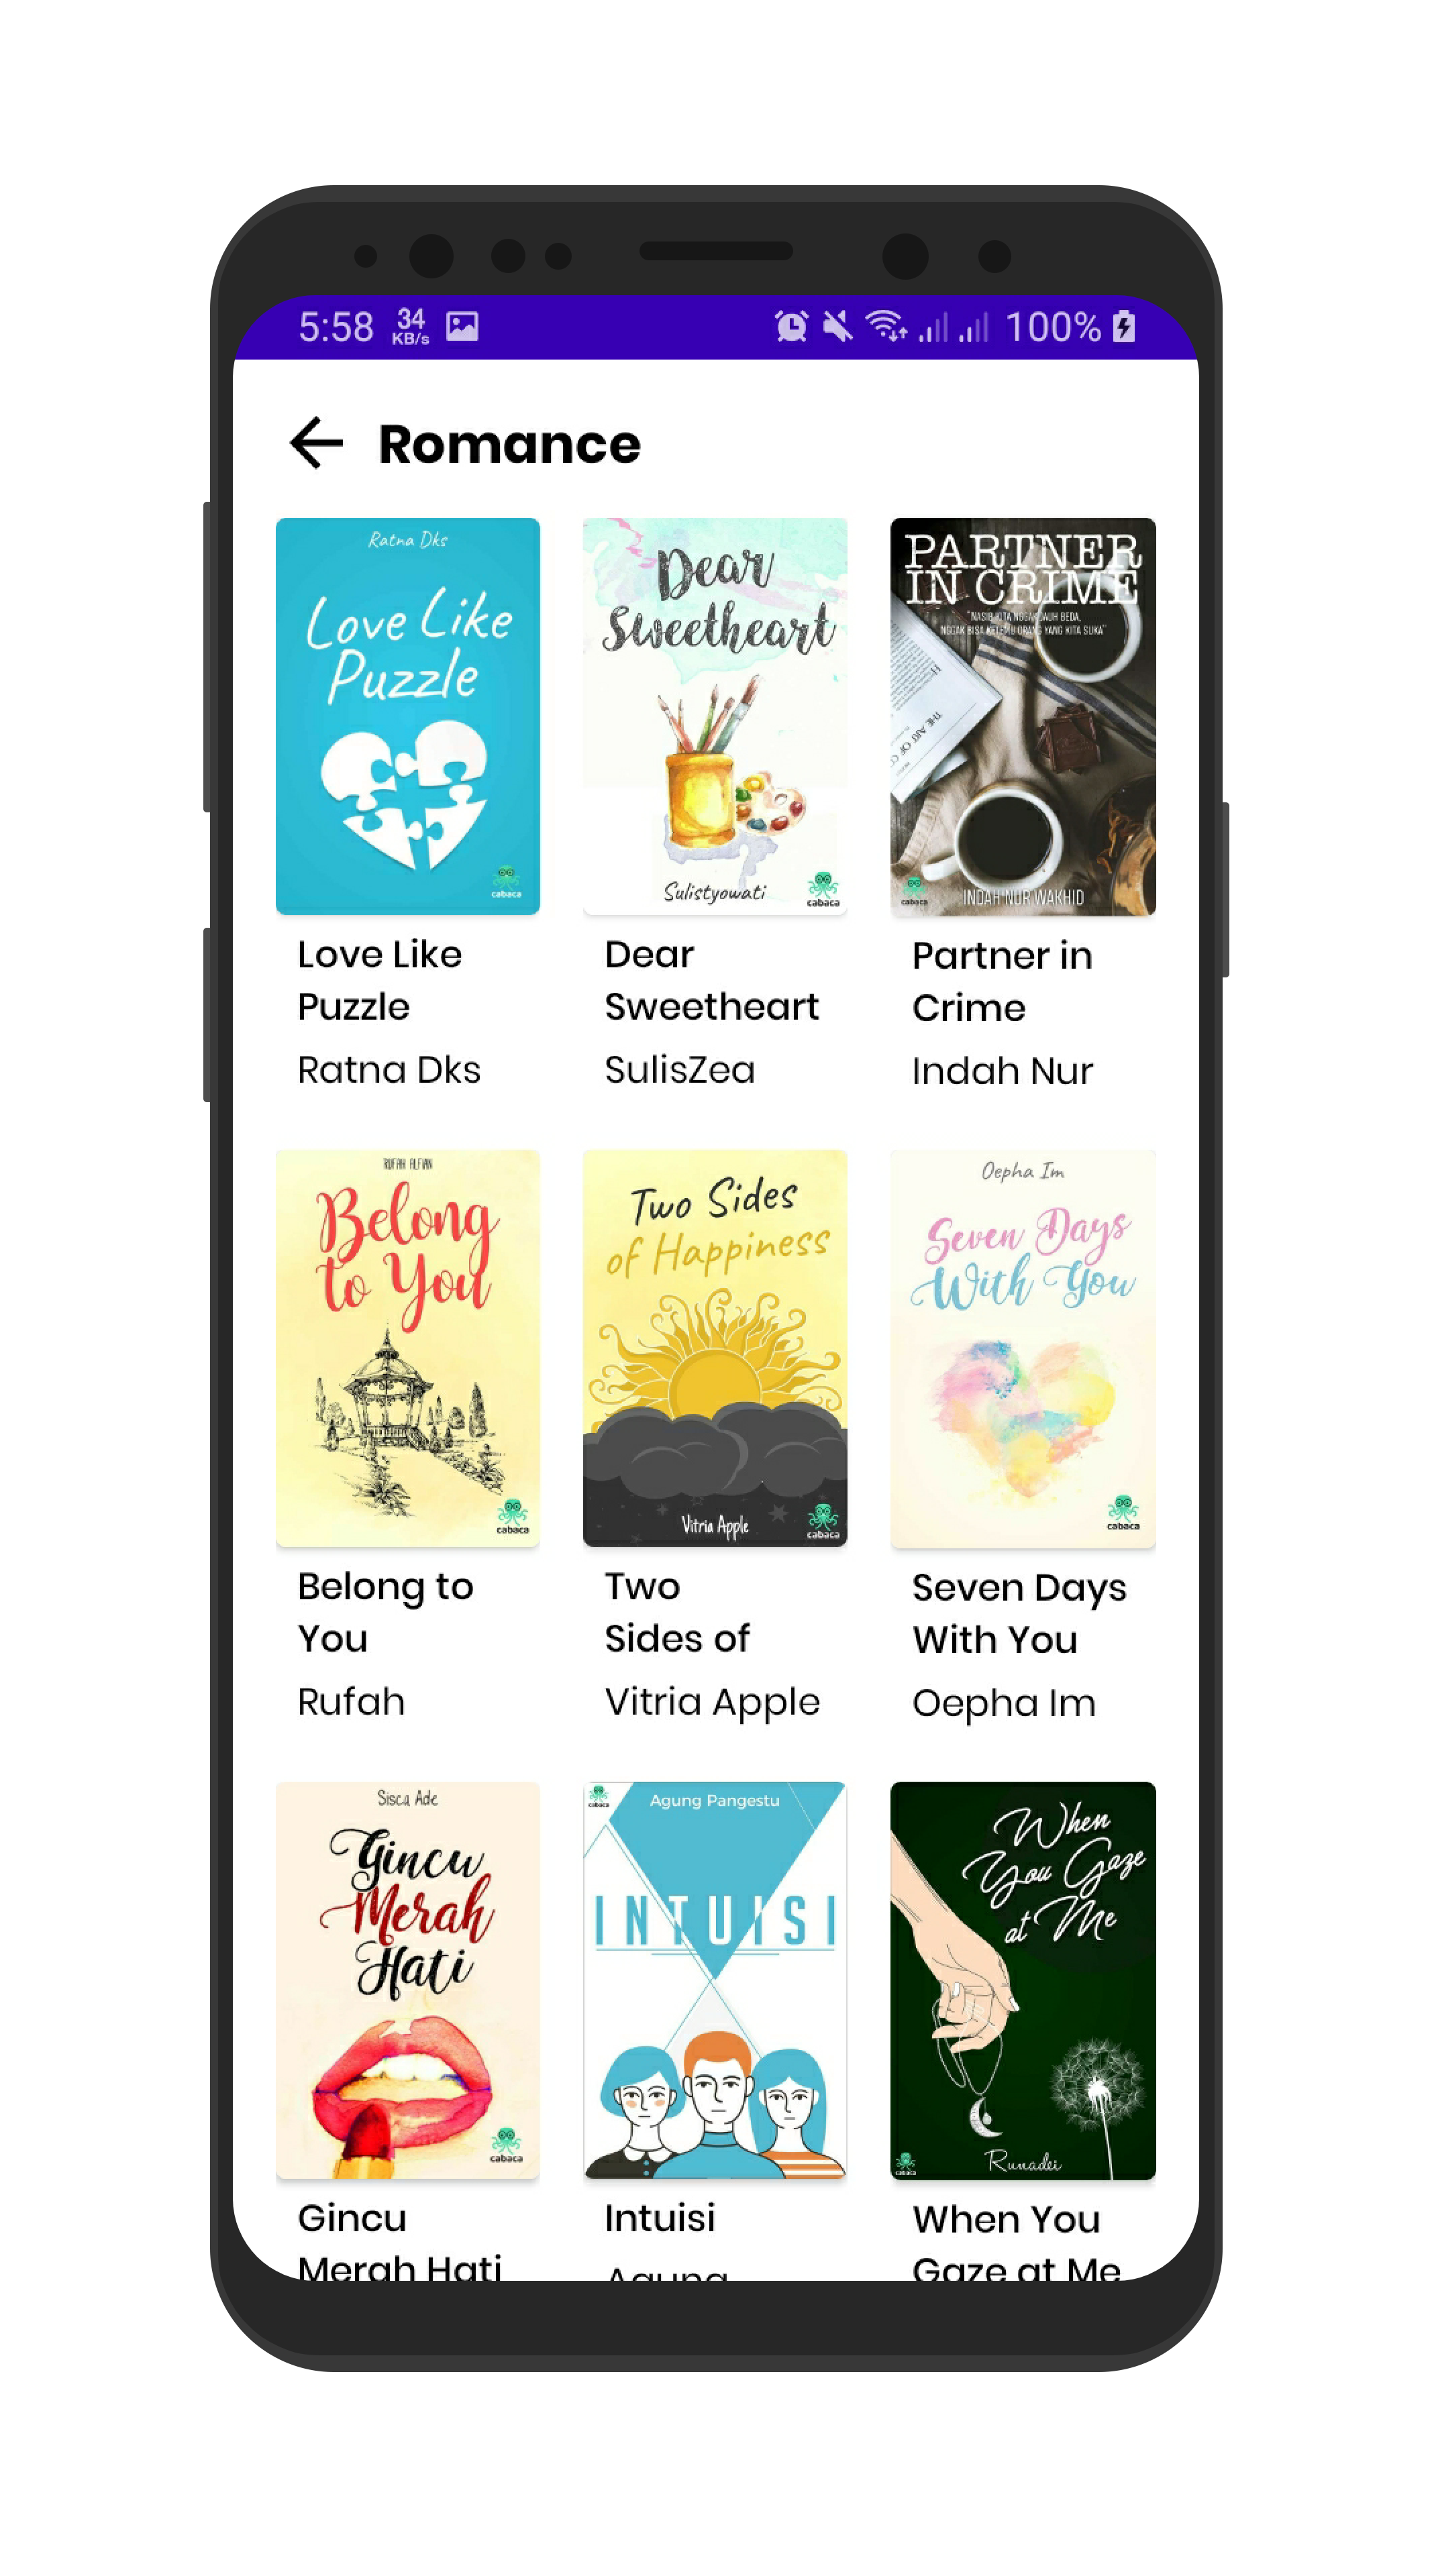 5:58 34 KB/s 100%
Romance
Ratna Dks
Love Like
Puzzle
cabaca
Dear
Sweetheart
Sulistyowati
cabaca
PARTNER
IN CRIME
"NASIB KITA NGGAK JAUH BEDA,
NGGAK BISA KETEMU ORANG YANG KITA SUKA"
THE ART OF
cabaca
INDAH NUR WAKHID
Love Like
Puzzle
Ratna Dks
Dear
Sweetheart
SulisZea
Partner in
Crime
Indah Nur
RUFAH ALFIAN
Belong
to You
cabaca
Two Sides
of Happiness
Vitria Apple
cabaca
Oepha Im
Seven Days
With You
cabaca
Belong to
You
Rufah
Two
Sides of
Vitria Apple
Seven Days
With You
Oepha Im
Sisca Ade
Gincu
Merah
Hati
cabaca
cabaca
Agung Pangestu
INTUISI
When
You Gaze
at Me
Runadei
cabaca
Gincu
Merah Hati
Intuisi
Agung
When You
Gaze at Me